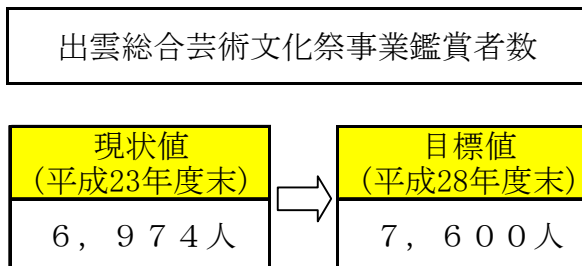 出雲総合芸術文化祭事業鑑賞者数
現状値
(平成23年度末)
目標値
(平成28年度末)
６，９７４人
７，６００人